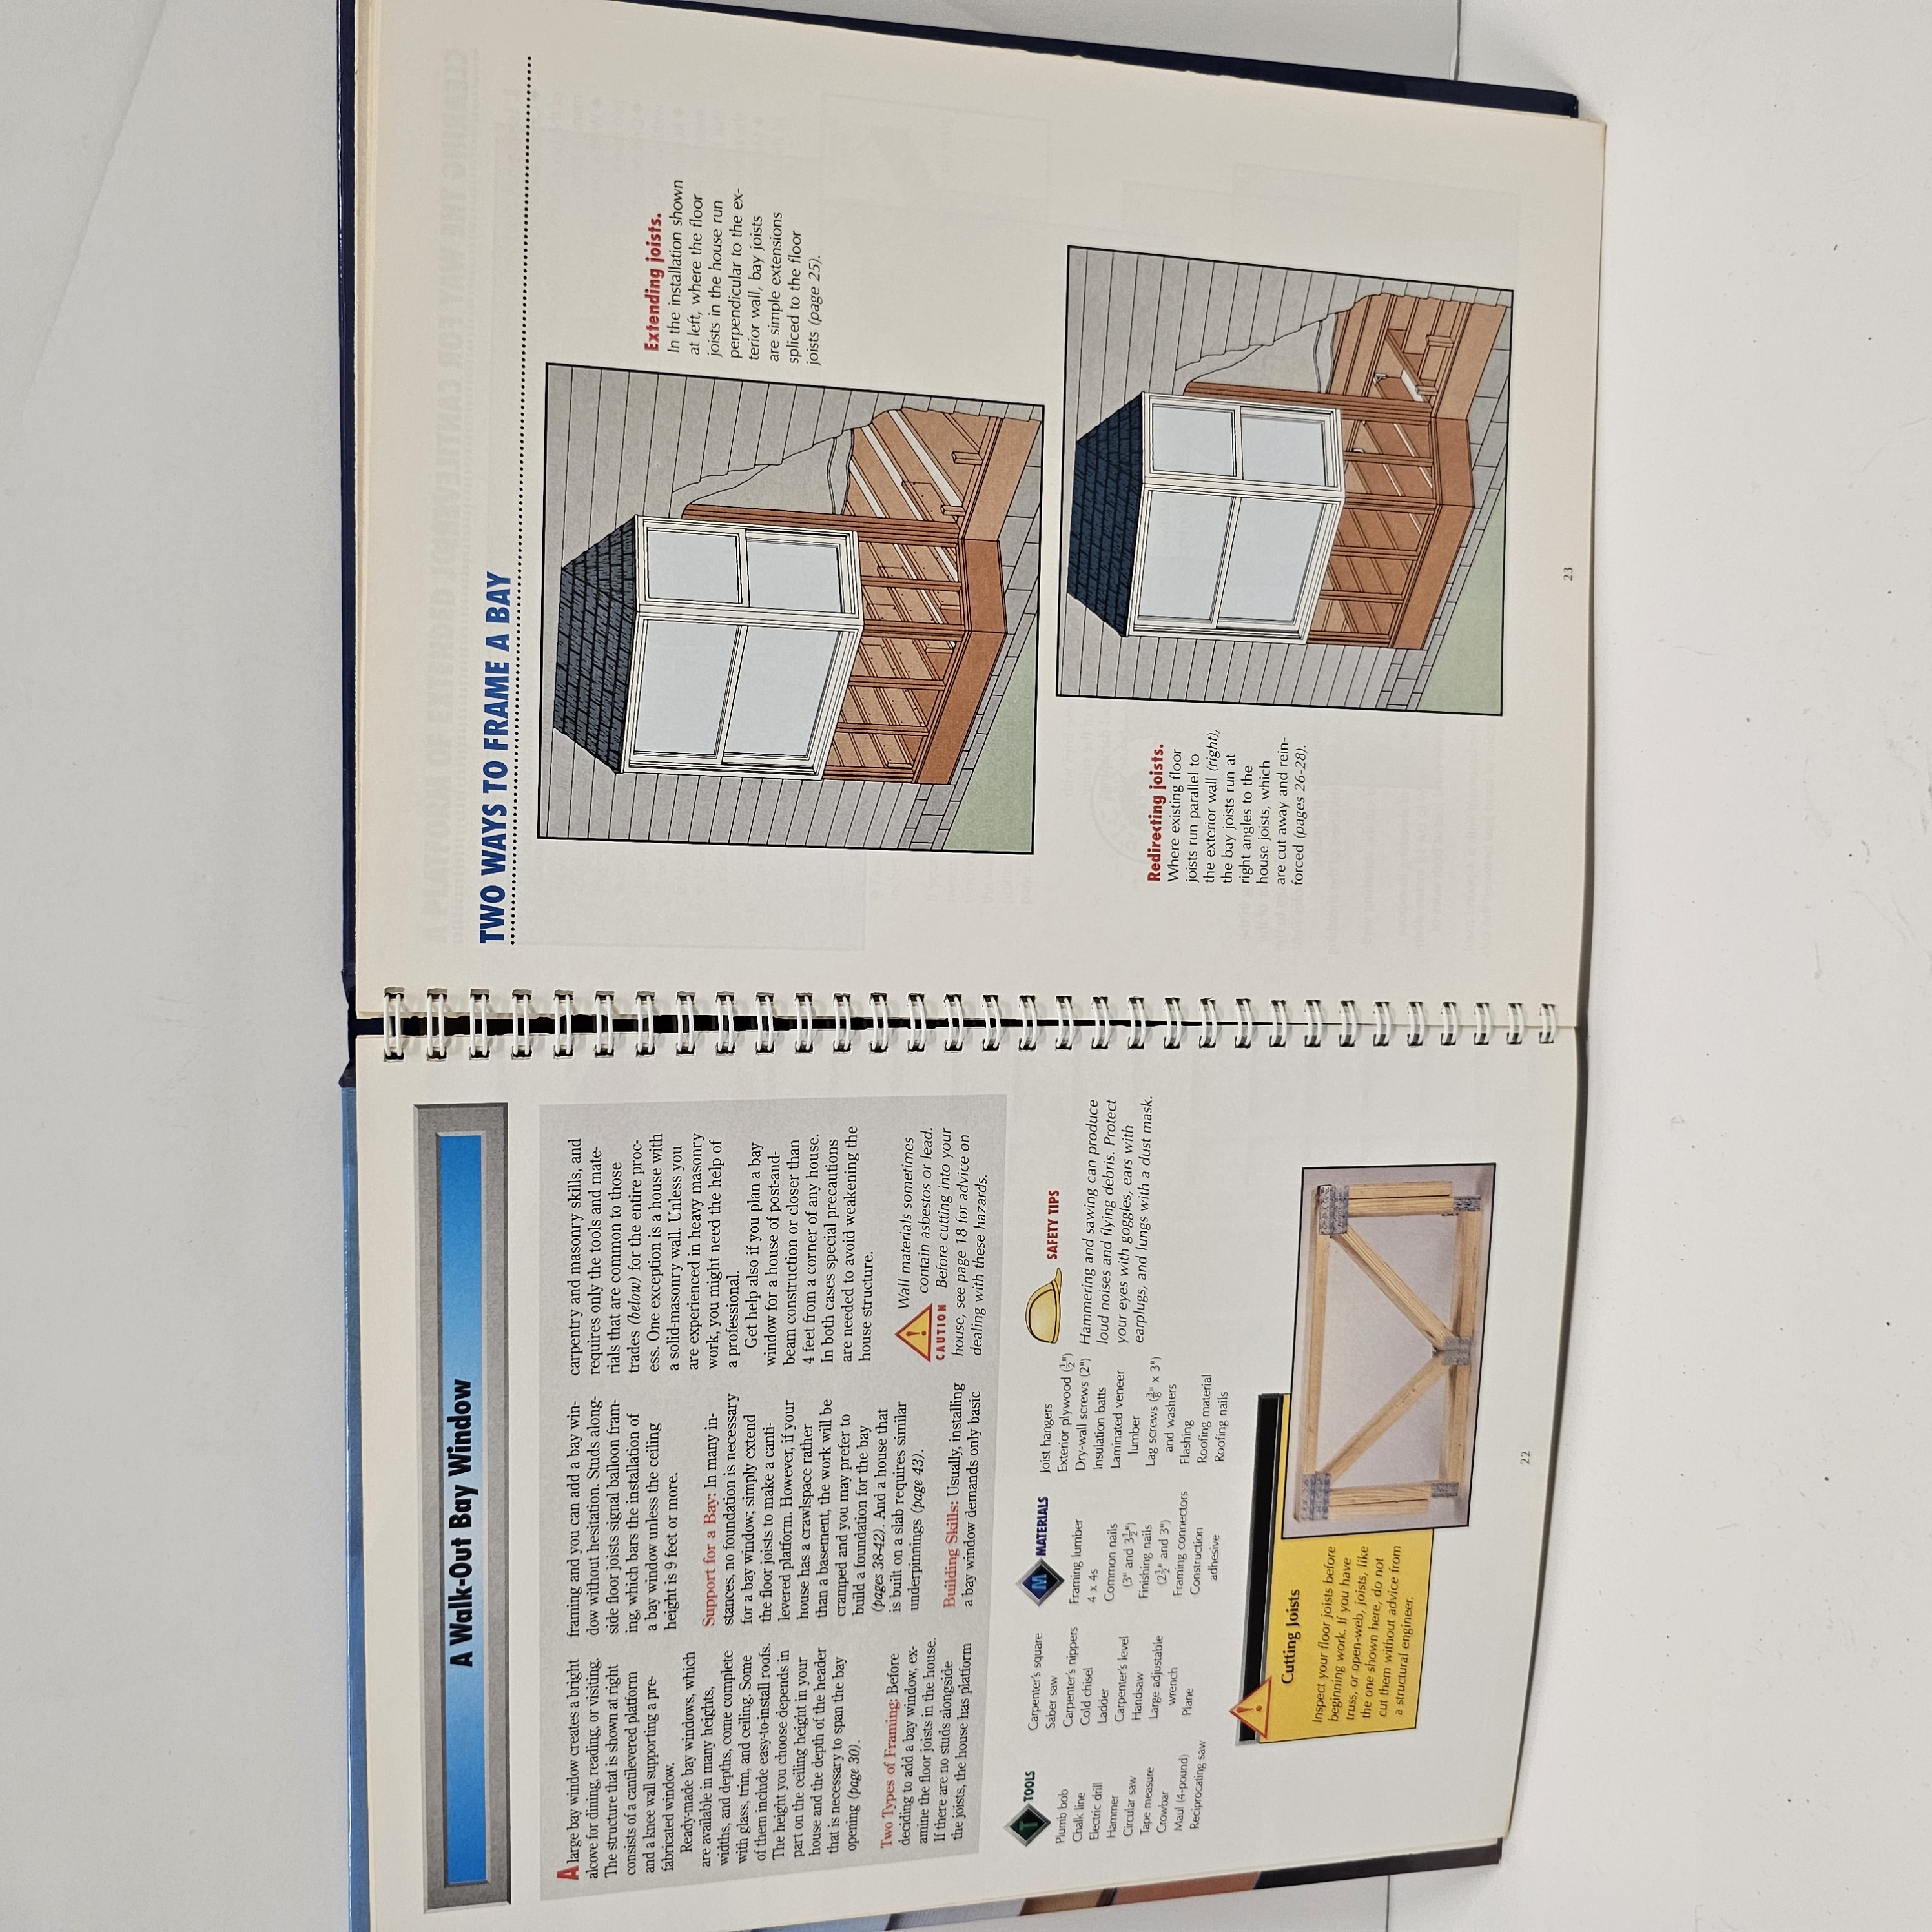 A Walk-Out Bay Window
A large bay window creates a bright
alcove for dining, reading, or visiting.
The structure that is shown at right
consists of a cantilevered platform
and a knee wall supporting a pre-
fabricated window.
Ready-made bay windows, which
are available in many heights,
widths, and depths, come complete
with glass, trim, and ceiling. Some
of them include easy-to-install roofs.
The height you choose depends in
part on the ceiling height in your
house and the depth of the header
that is necessary to span the bay
opening (page 30).
Two Types of Framing: Before
deciding to add a bay window, ex-
amine the floor joists in the house.
If there are no studs alongside
the joists, the house has platform
framing and you can add a bay win-
dow without hesitation. Studs along-
side floor joists signal balloon fram-
ing, which bars the installation of
a bay window unless the ceiling
height is 9 feet or more.
Support for a Bay: In many in-
stances, no foundation is necessary
for a bay window; simply extend
the floor joists to make a canti-
levered platform. However, if your
house has a crawlspace rather
than a basement, the work will be
cramped and you may prefer to
build a foundation for the bay
(pages 38-42). And a house that
is built on a slab requires similar
underpinnings (page 43).
Building Skills: Usually, installing
a bay window demands only basic
carpentry and masonry skills, and
requires only the tools and mate-
rials that are common to those
trades (below) for the entire proc-
ess. One exception is a house with
a solid-masonry wall. Unless you
are experienced in heavy masonry
work, you might need the help of
a professional.
Get help also if you plan a bay
window for a house of post-and-
beam construction or closer than
4 feet from a corner of any house.
In both cases special precautions
are needed to avoid weakening the
house structure.
!
CAUTION
Wall materials sometimes
contain asbestos or lead.
Before cutting into your
house, see page 18 for advice on
dealing with these hazards.
T TOOLS
Plumb bob
Chalk line
Electric drill
Hammer
Circular saw
Tape measure
Crowbar
Maul (4-pound)
Reciprocating saw
Carpenter's square
Saber saw
Carpenter's nippers
Cold chisel
Ladder
Carpenter's level
Handsaw
Large adjustable
wrench
Plane
M MATERIALS
Framing lumber
4 x 4s
Common nails
(3" and 3½")
Finishing nails
(2½" and 3")
Framing connectors
Construction
adhesive
Joist hangers
Exterior plywood (½")
Dry-wall screws (2")
Insulation batts
Laminated veneer
lumber
Lag screws (⅜" x 3")
and washers
Flashing
Roofing material
Roofing nails
SAFETY TIPS
Hammering and sawing can produce
loud noises and flying debris. Protect
your eyes with goggles, ears with
earplugs, and lungs with a dust mask.
!
Cutting Joists
Inspect your floor joists before
beginning work. If you have
truss, or open-web, joists, like
the one shown here, do not
cut them without advice from
a structural engineer.
22
TWO WAYS TO FRAME A BAY
Extending joists.
In the installation shown
at left, where the floor
joists in the house run
perpendicular to the ex-
terior wall, bay joists
are simple extensions
spliced to the floor
joists (page 25).
Redirecting joists.
Where existing floor
joists run parallel to
the exterior wall (right),
the bay joists run at
right angles to the
house joists, which
are cut away and rein-
forced (pages 26-28).
23